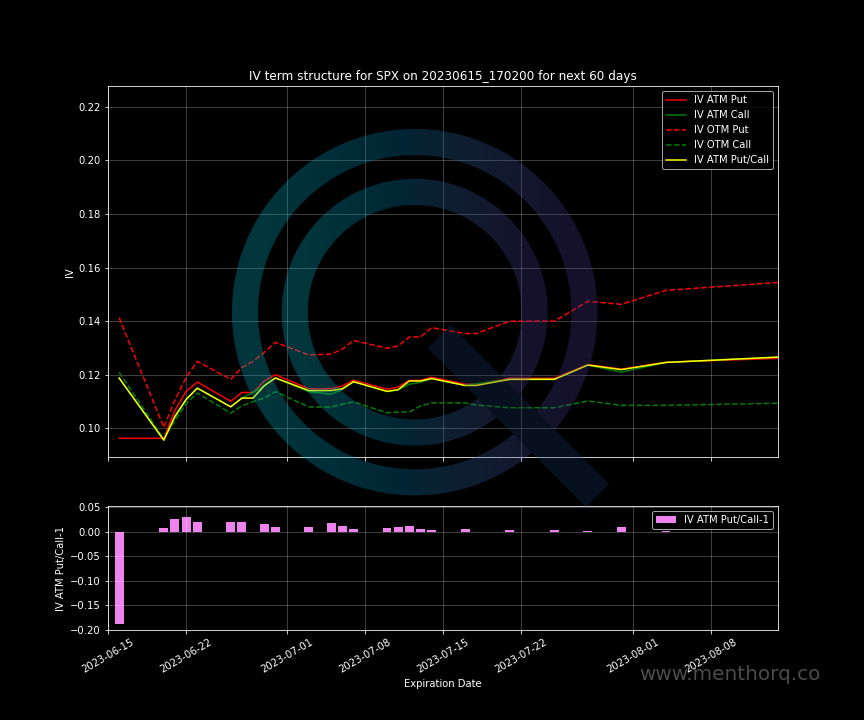 IV term structure for SPX on 20230615_170200 for next 60 days
IV ATM Put
IV ATM Call
IV OTM Put
IV OTM Call
IV ATM Put/Call
0.22
0.20
0.18
0.16
0.14
0.12
0.10
IV
IV ATM Put/Call-1
0.05
0.00
−0.05
−0.10
−0.15
−0.20
IV ATM Put/Call-1
2023-06-15
2023-06-22
2023-07-01
2023-07-08
2023-07-15
2023-07-22
2023-08-01
2023-08-08
Expiration Date
www.menthorq.co